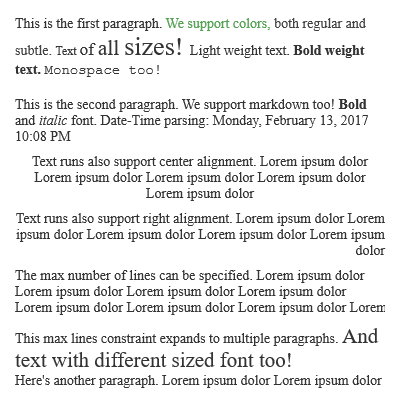 This is the first paragraph. We support colors, both regular and
subtle. Text of all sizes! Light weight text. Bold weight
text. Monospace too!
This is the second paragraph. We support markdown too! Bold
and italic font. Date-Time parsing: Monday, February 13, 2017
10:08 PM
Text runs also support center alignment. Lorem ipsum dolor
Lorem ipsum dolor Lorem ipsum dolor Lorem ipsum dolor
Lorem ipsum dolor
Text runs also support right alignment. Lorem ipsum dolor Lorem
ipsum dolor Lorem ipsum dolor Lorem ipsum dolor Lorem ipsum
dolor
The max number of lines can be specified. Lorem ipsum dolor
Lorem ipsum dolor Lorem ipsum dolor Lorem ipsum dolor
Lorem ipsum dolor Lorem ipsum dolor Lorem ipsum dolor Lorem
This max lines constraint expands to multiple paragraphs. And
text with different sized font too!
Here's another paragraph. Lorem ipsum dolor Lorem ipsum dolor